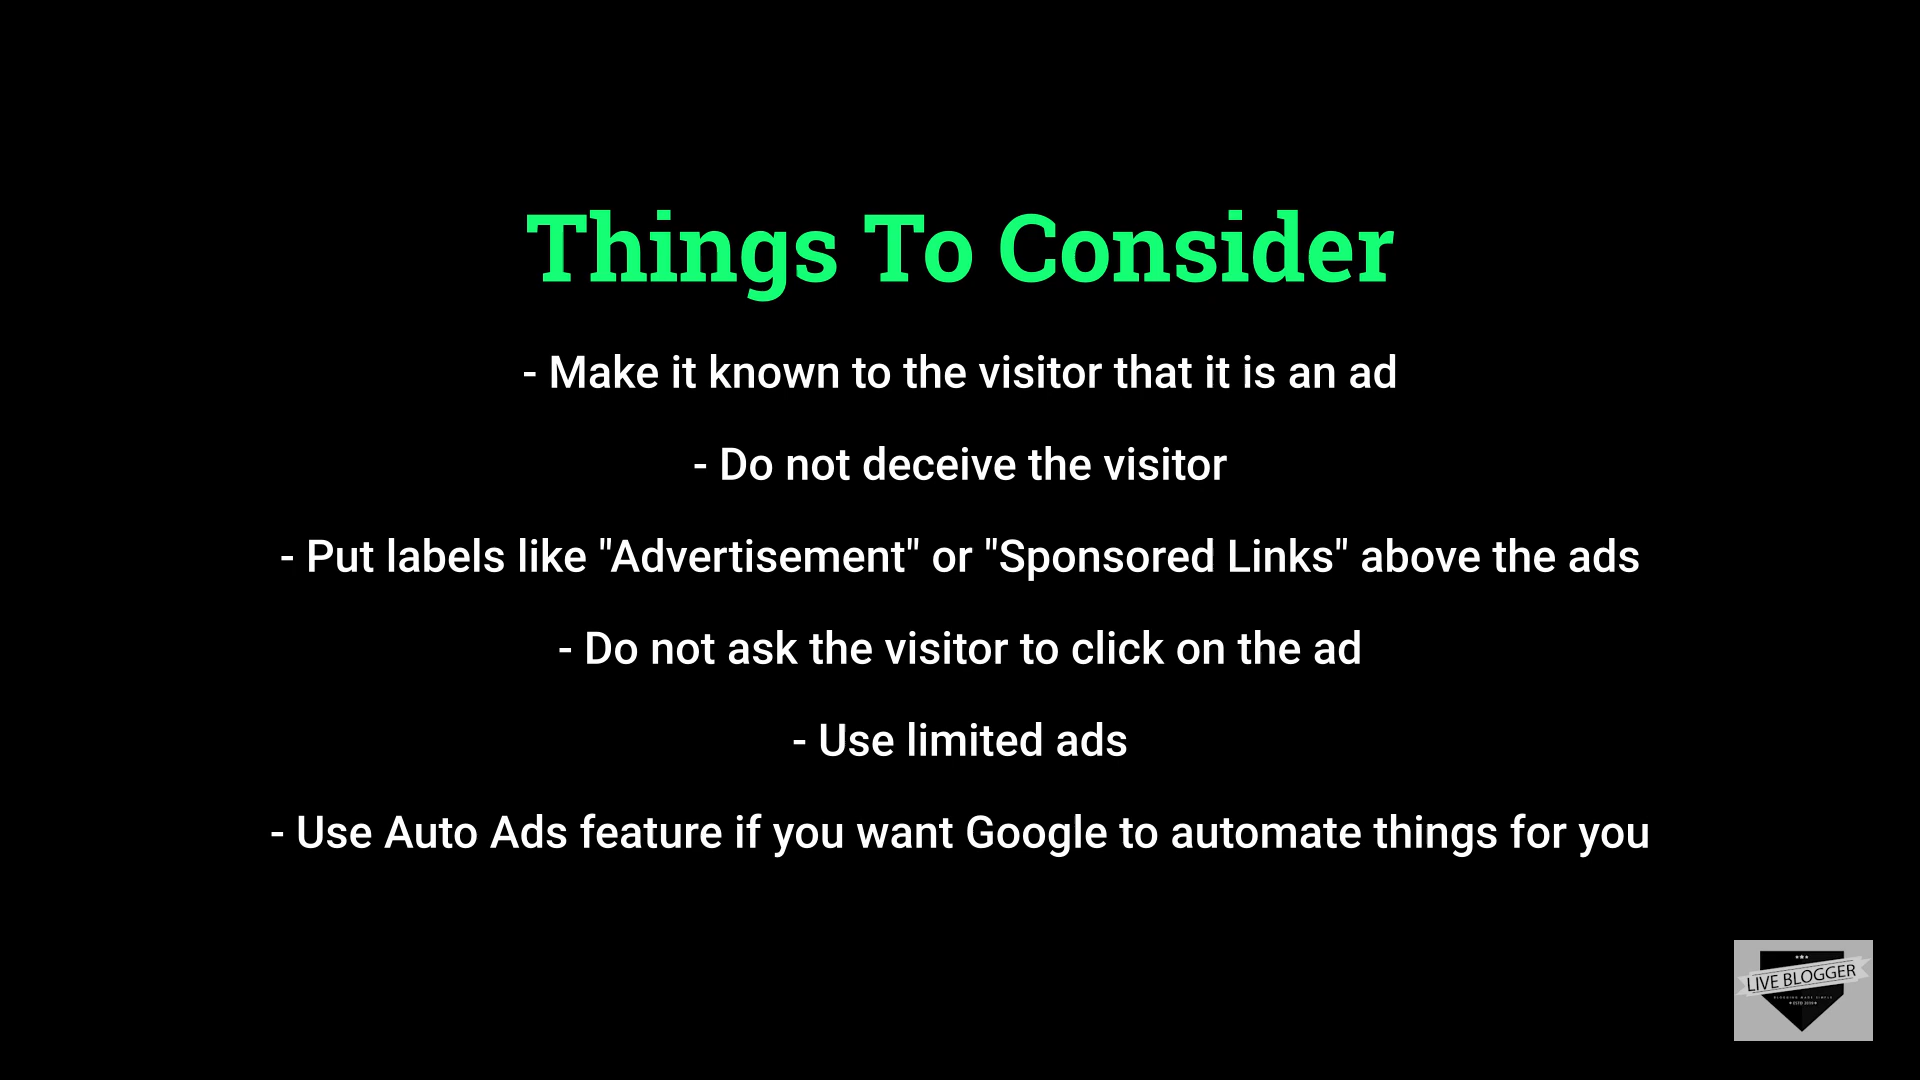 Things To Consider
- Make it known to the visitor that it is an ad
- Do not deceive the visitor
- Put labels like "Advertisement" or "Sponsored Links" above the ads
- Do not ask the visitor to click on the ad
- Use limited ads
- Use Auto Ads feature if you want Google to automate things for you
LIVE BLOGGER